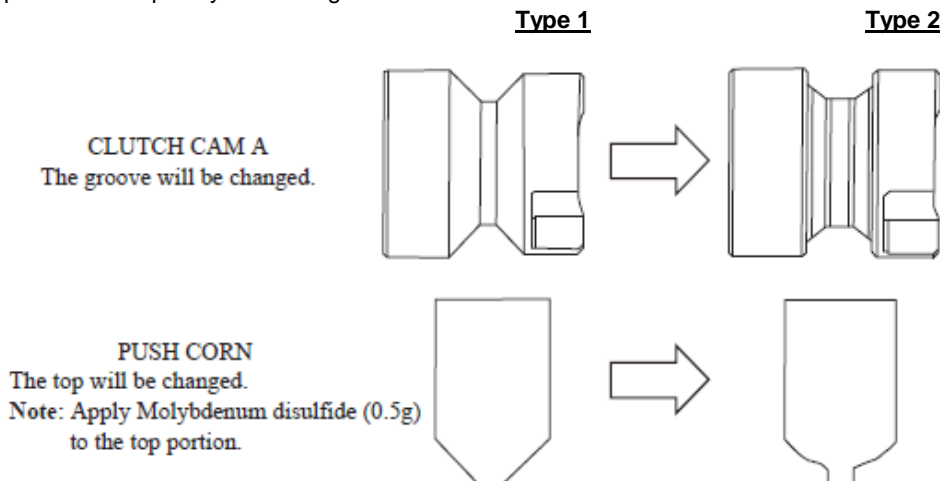 Type 1 Type 2
CLUTCH CAM A
The groove will be changed.
PUSH CORN
The top will be changed.
Note: Apply Molybdenum disulfide (0.5g)
to the top portion.